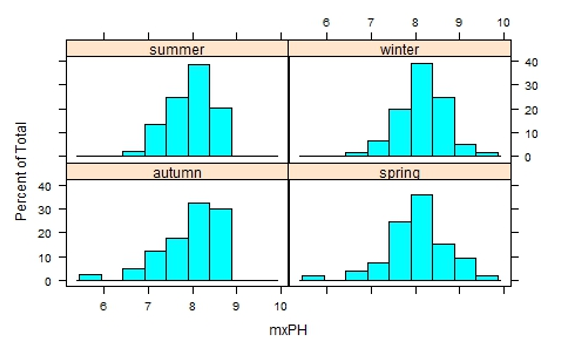 6 7 8 9 10
summer winter
40
30
20
10
0
Percent of Total
autumn spring
40
30
20
10
0
6 7 8 9 10
mxPH